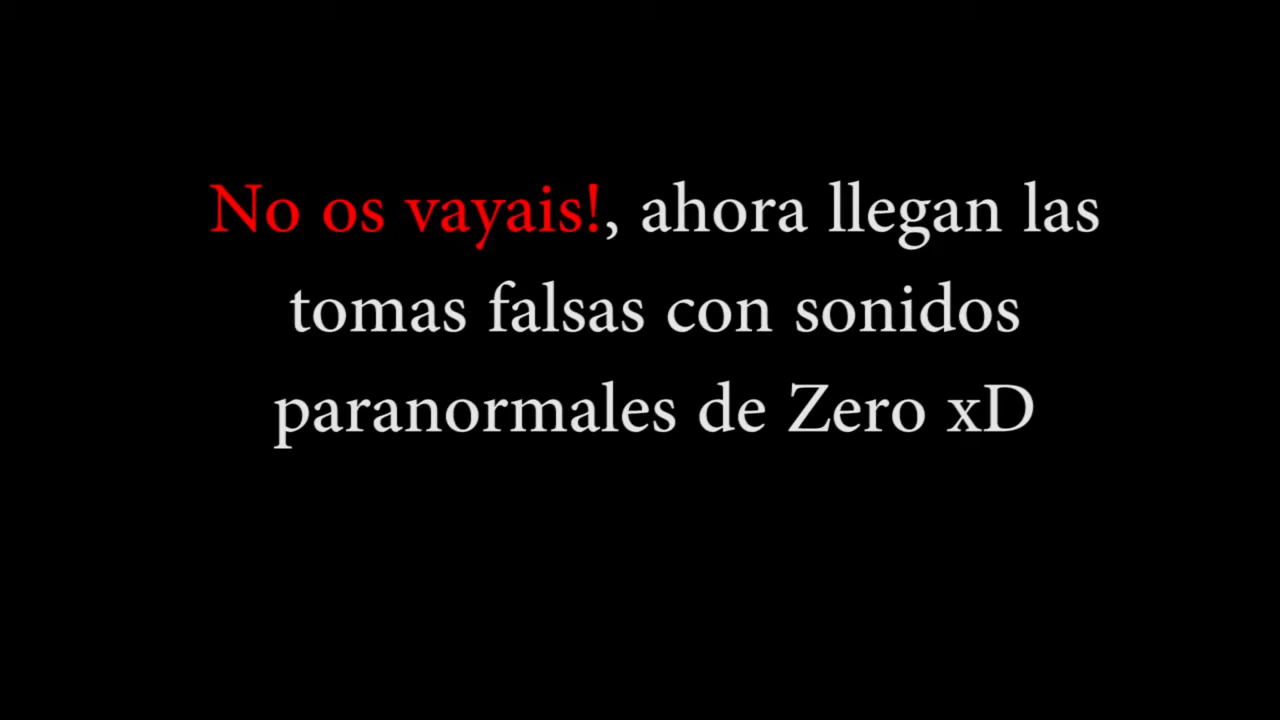 No os vayais!, ahora llegan las
tomas falsas con sonidos
paranormales de Zero xD